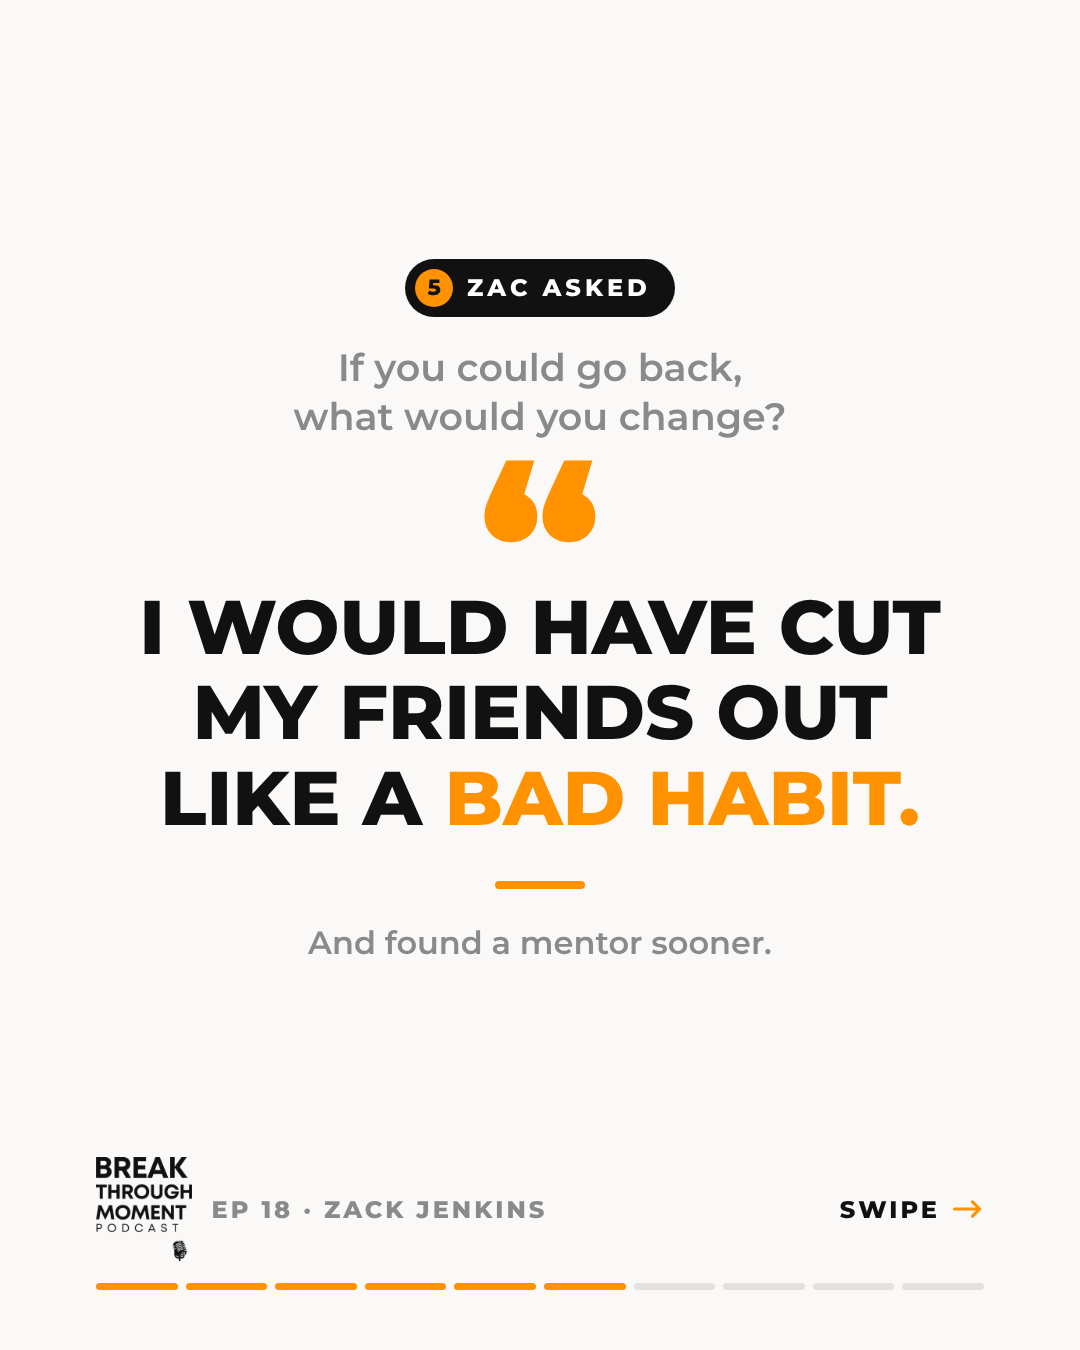 5 ZAC ASKED
If you could go back,
what would you change?
“
I WOULD HAVE CUT
MY FRIENDS OUT
LIKE A BAD HABIT.
And found a mentor sooner.
BREAK
THROUGH
MOMENT
PODCAST
EP 18 · ZACK JENKINS
SWIPE →